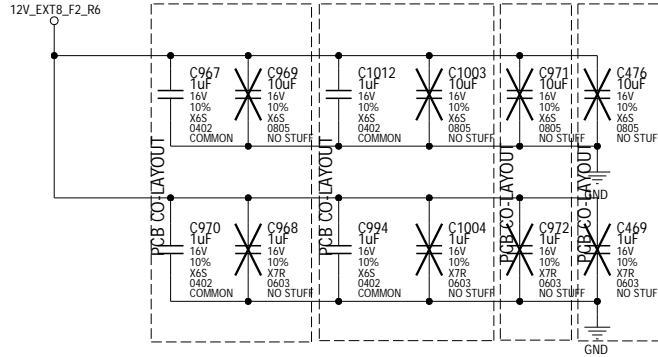 12V_EXT8_F2_R6
C967
1uF
16V
10%
X6S
0402
COMMON
C969
10uF
16V
10%
X6S
0805
NO STUFF
C1012
1uF
16V
10%
X6S
0402
COMMON
C1003
10uF
16V
10%
X6S
0805
NO STUFF
C971
10uF
16V
10%
X6S
0805
NO STUFF
C476
10uF
16V
10%
X6S
0805
NO STUF
GND
PCB CO-LAYOUT
PCB CO-LAYOUT
PCB CO-LAYOUT
PCB CO-LAYOUT
C970
1uF
16V
10%
X6S
0402
COMMON
C968
1uF
16V
10%
X7R
0603
NO STUFF
C994
1uF
16V
10%
X6S
0402
COMMON
C1004
1uF
16V
10%
X7R
0603
NO STUFF
C972
1uF
16V
10%
X7R
0603
NO STUFF
C469
1uF
16V
10%
X7R
0603
NO STUF
GND